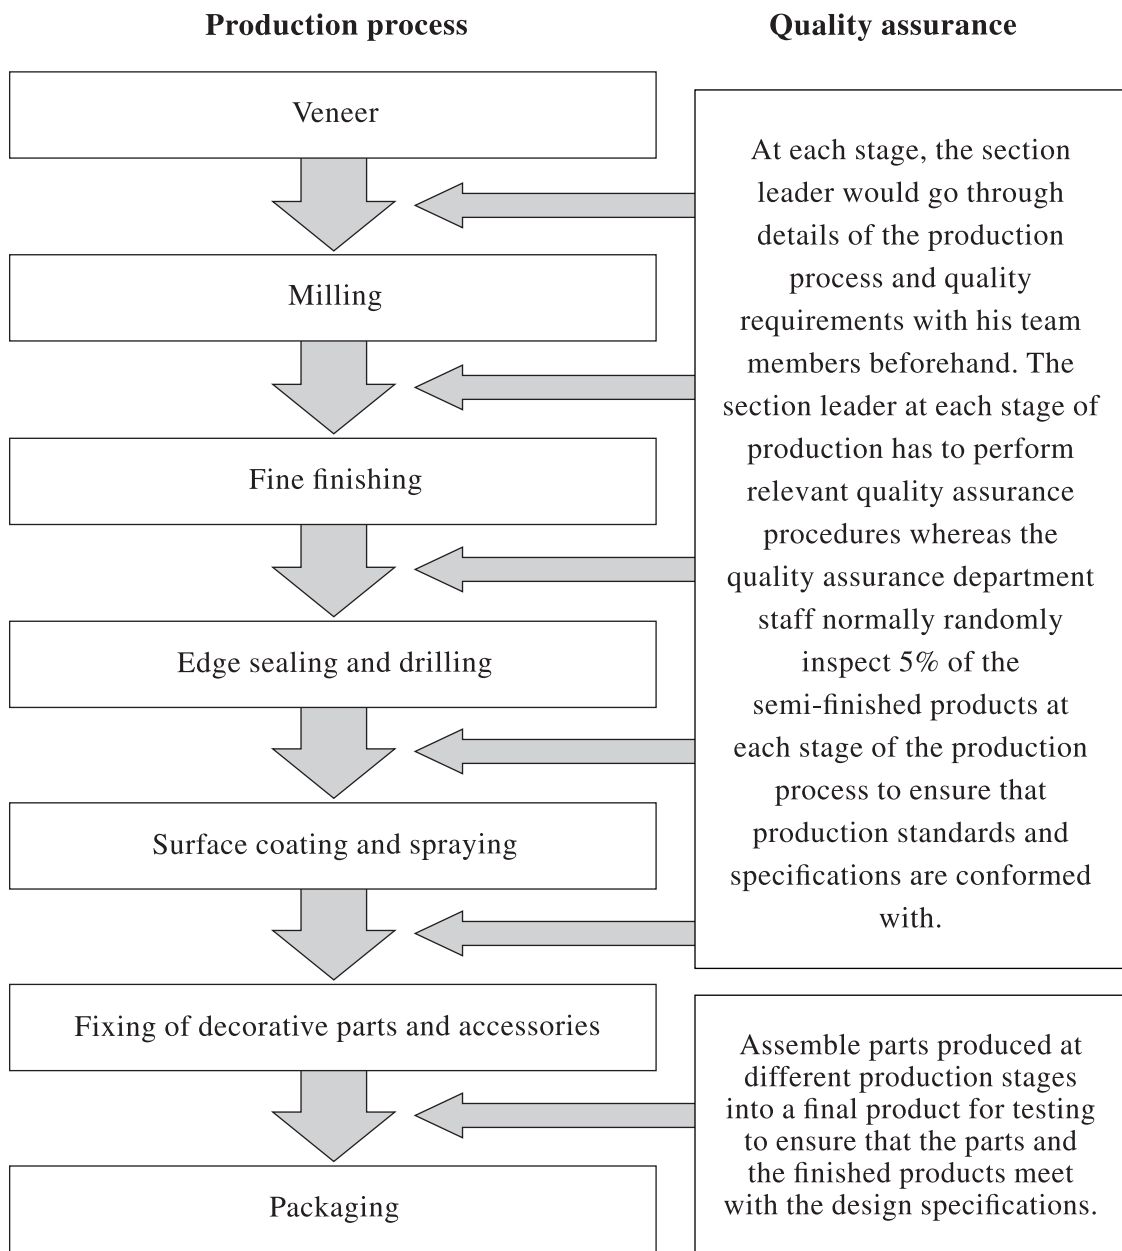 Production process
Quality assurance
Veneer
Milling
Fine finishing
Edge sealing and drilling
Surface coating and spraying
Fixing of decorative parts and accessories
Packaging
At each stage, the section
leader would go through
details of the production
process and quality
requirements with his team
members beforehand. The
section leader at each stage of
production has to perform
relevant quality assurance
procedures whereas the
quality assurance department
staff normally randomly
inspect 5% of the
semi-finished products at
each stage of the production
process to ensure that
production standards and
specifications are conformed
with.
Assemble parts produced at
different production stages
into a final product for testing
to ensure that the parts and
the finished products meet
with the design specifications.